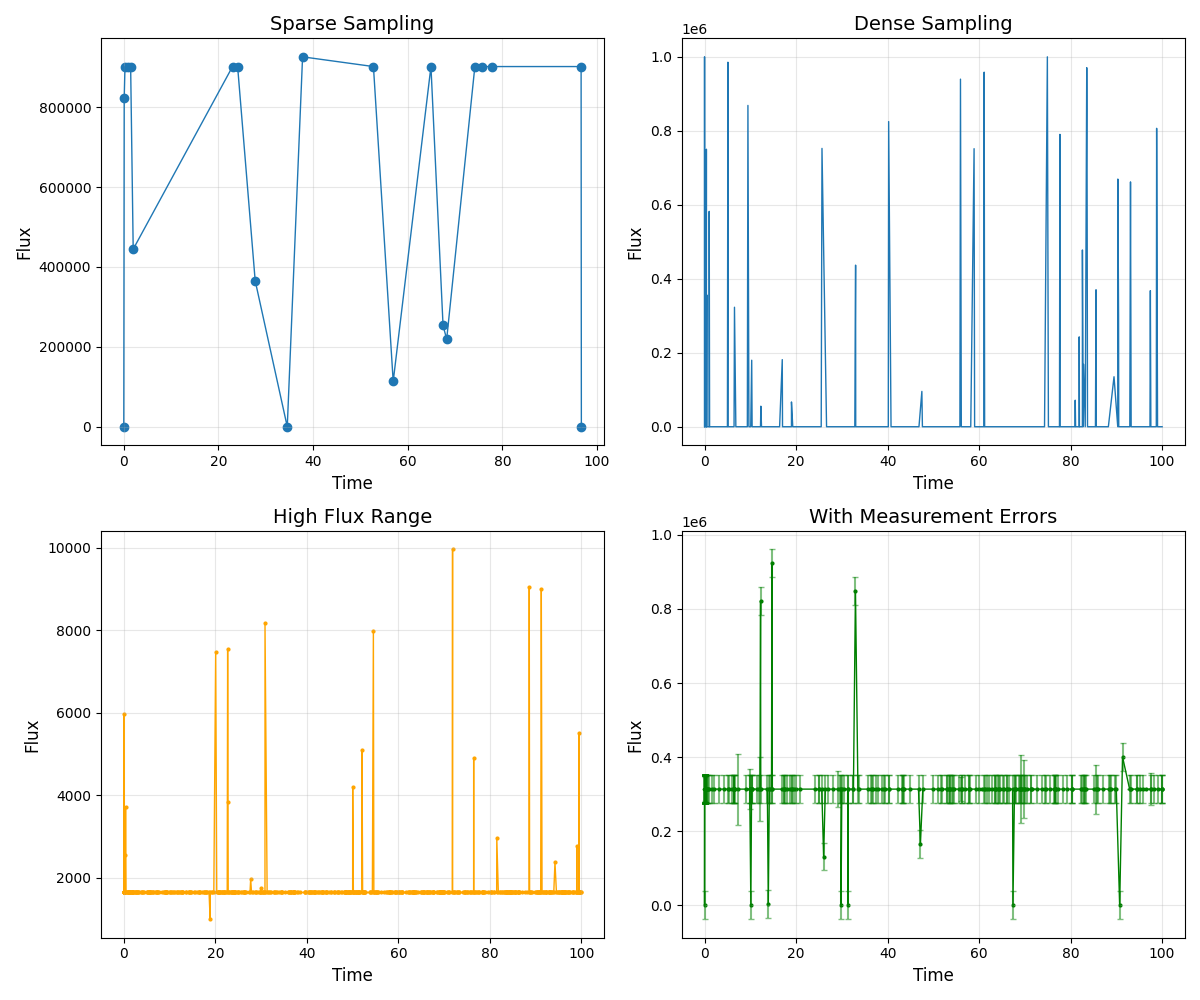 Sparse Sampling
Flux
800000
600000
400000
200000
0
0 20 40 60 80 100
Time
Dense Sampling
1e6
Flux
1.0
0.8
0.6
0.4
0.2
0.0
0 20 40 60 80 100
Time
High Flux Range
Flux
10000
8000
6000
4000
2000
0 20 40 60 80 100
Time
With Measurement Errors
1e6
Flux
1.0
0.8
0.6
0.4
0.2
0.0
0 20 40 60 80 100
Time